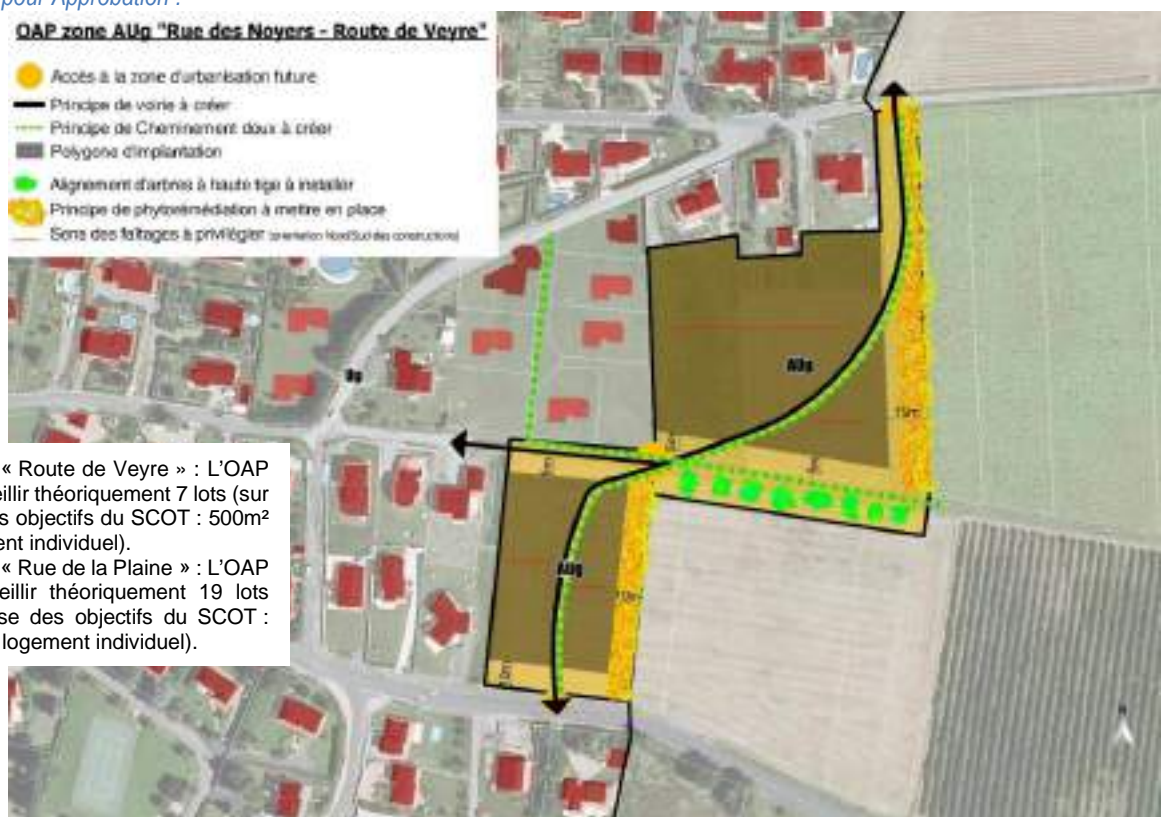 pour Approbation :
OAP zone AUg "Rue des Noyers - Route de Veyre"
Accès à la zone d'urbanisation future
Principe de voirie à créer
Principe de Cheminement doux à créer
Polygone d'implantation
Alignement d'arbres à haute tige à installer
Principe de phytorémédiation à mettre en place
Sens des faîtages à privilégier (orientation Nord/Sud des constructions)
Ug
AUg
AUg
« Route de Veyre » : L'OAP
eillir théoriquement 7 lots (sur
s objectifs du SCOT : 500m²
ent individuel).
« Rue de la Plaine » : L'OAP
eillir théoriquement 19 lots
se des objectifs du SCOT :
logement individuel).
N